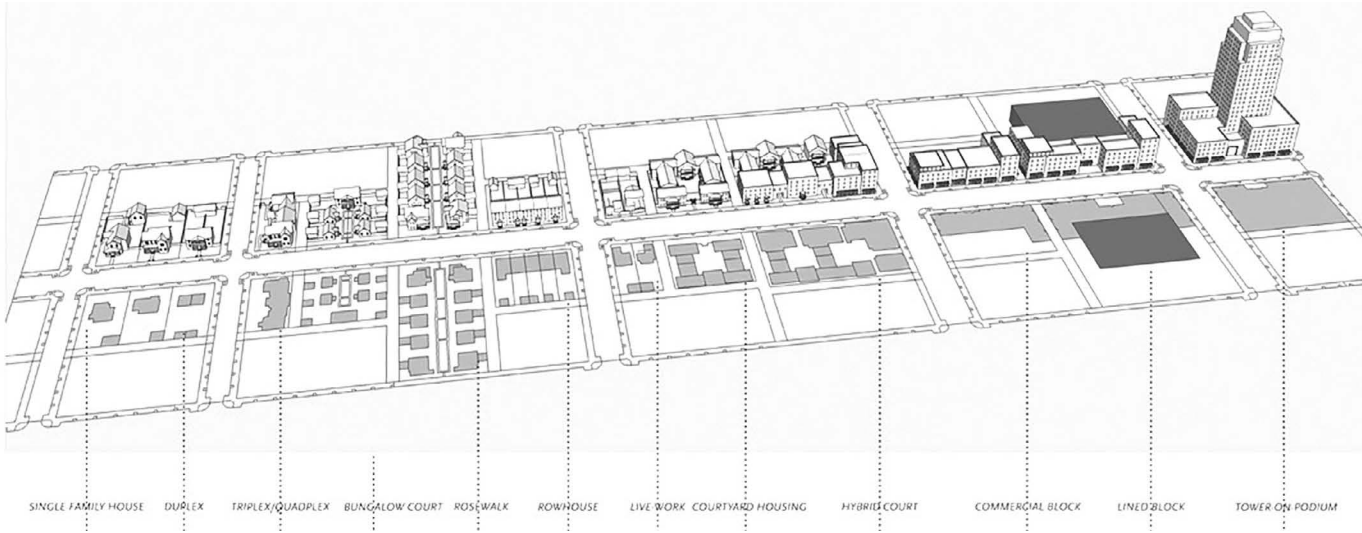 SINGLE FAMILY HOUSE DUPLEX TRIPLEX/QUADPLEX BUNGALOW COURT ROSEWALK ROWHOUSE LIVE-WORK COURTYARD HOUSING HYBRID COURT COMMERCIAL BLOCK LINED BLOCK TOWER ON PODIUM